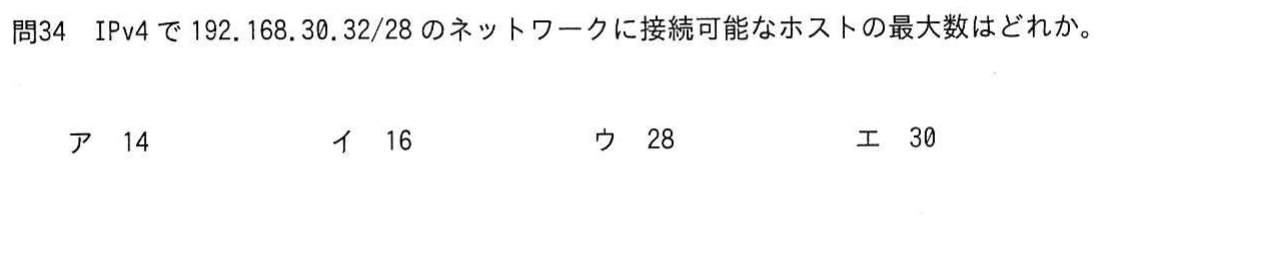 問34　IPv4 で 192.168.30.32/28 のネットワークに接続可能なホストの最大数はどれか。
ア　14　　イ　16　　ウ　28　　エ　30